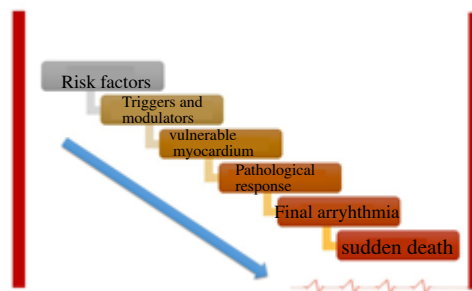 Risk factors
Triggers and
modulators
vulnerable
myocardium
Pathological
response
Final arryhthmia
sudden death